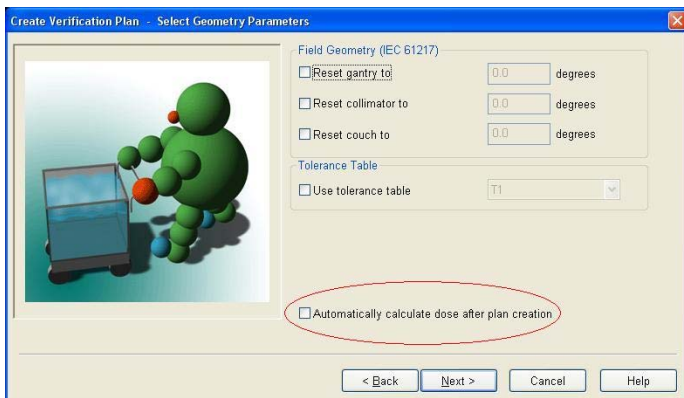 Create Verification Plan - Select Geometry Parameters
Field Geometry (IEC 61217)
Reset gantry to 0.0 degrees
Reset collimator to 0.0 degrees
Reset couch to 0.0 degrees
Tolerance Table
Use tolerance table T1
Automatically calculate dose after plan creation
< Back Next > Cancel Help